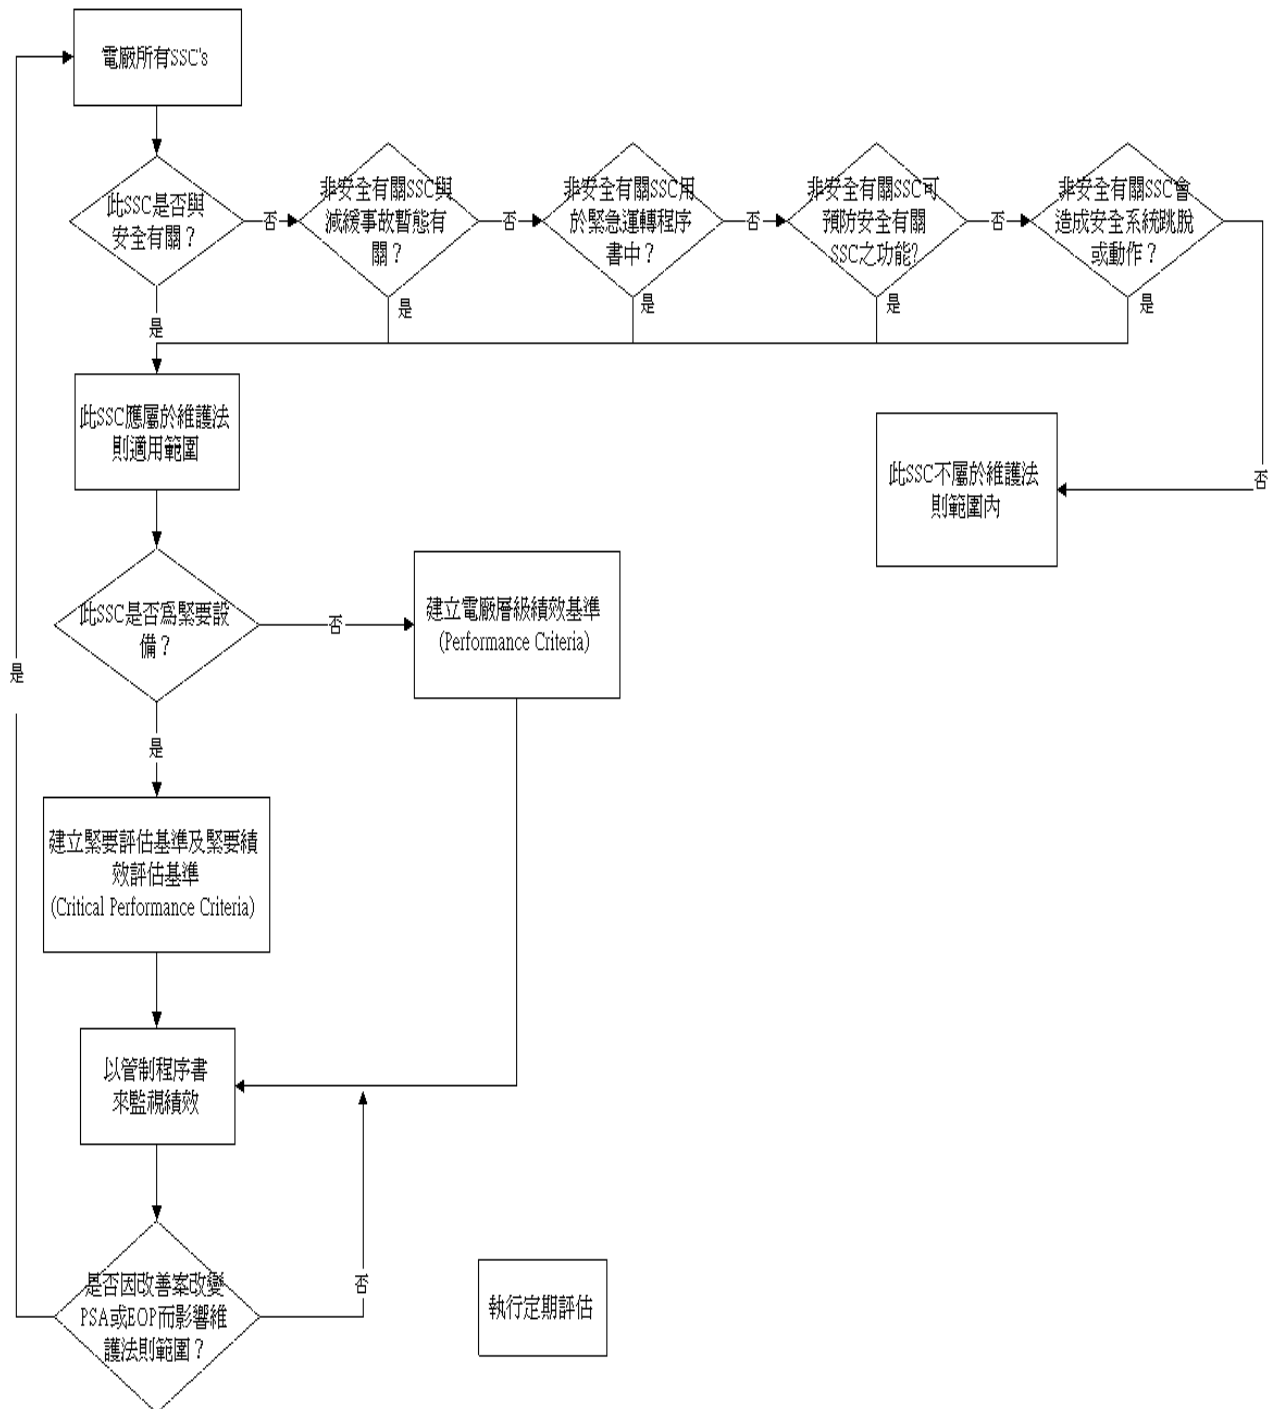 電廠所有SSC's
此SSC是否與
安全有關？
否
非安全有關SSC與
減緩事故暫態有
關？
否
非安全有關SSC用
於緊急運轉程序
書中？
否
非安全有關SSC可
預防安全有關
SSC之功能?
否
非安全有關SSC會
造成安全系統跳脫
或動作？
是
是
是
是
是
否
此SSC應屬於維護法
則適用範圍
此SSC不屬於維護法
則範圍內
此SSC是否為緊要設
備？
否
建立電廠層級績效基準
(Performance Criteria)
是
是
建立緊要評估基準及緊要績
效評估基準
(Critical Performance Criteria)
以管制程序書
來監視績效
是否因改善案改變
PSA或EOP而影響維
護法則範圍？
否
執行定期評估